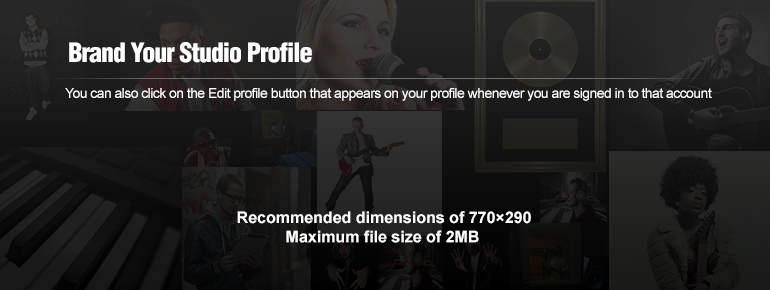 Brand Your Studio Profile
You can also click on the Edit profile button that appears on your profile whenever you are signed in to that account
Recommended dimensions of 770×290
Maximum file size of 2MB